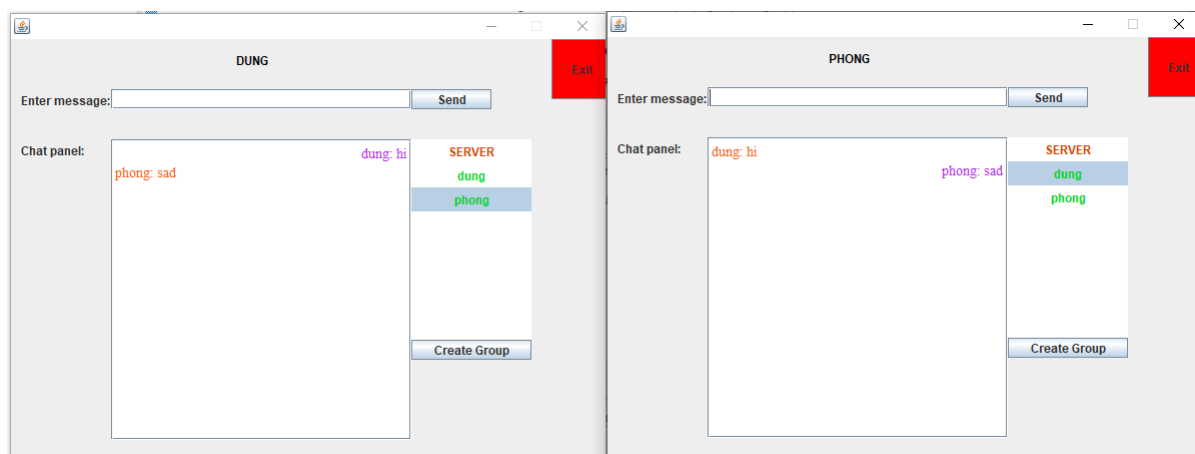 DUNG
Exit
Enter message:
Send
Chat panel:
dung: hi
phong: sad
SERVER
dung
phong
Create Group
PHONG
Exit
Enter message:
Send
Chat panel:
dung: hi
phong: sad
SERVER
dung
phong
Create Group